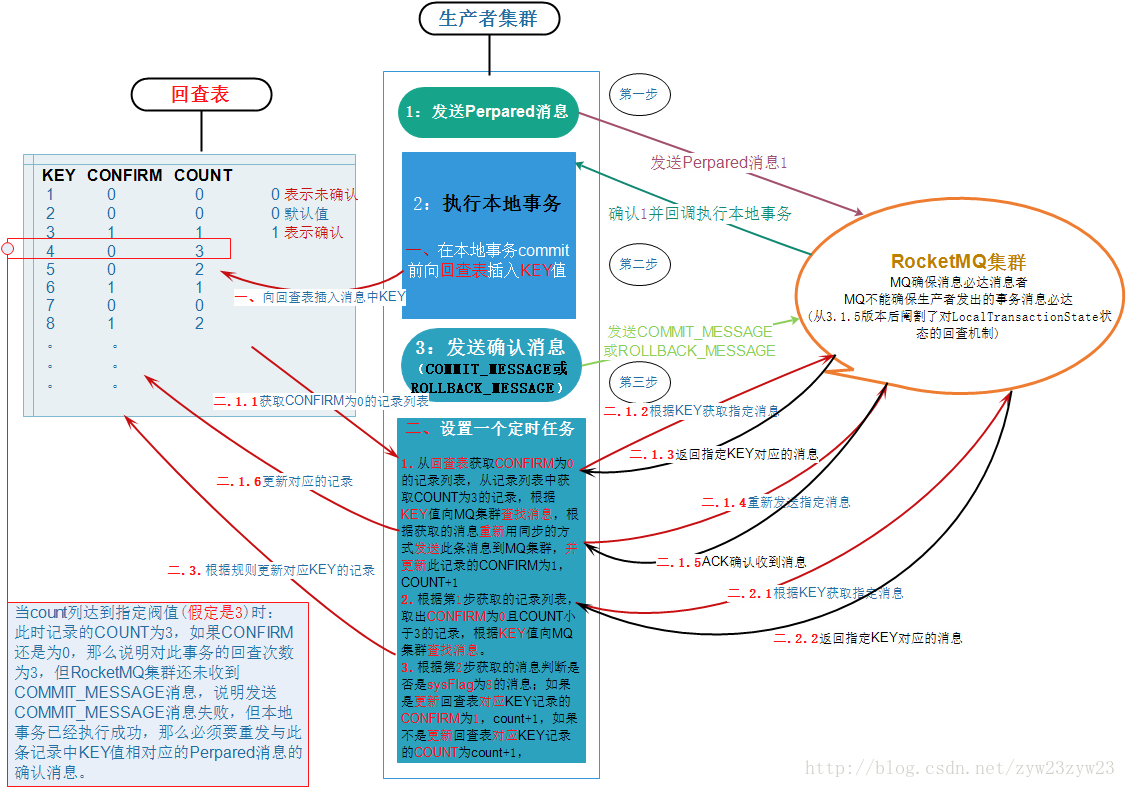 生产者集群
回查表
KEY CONFIRM COUNT
1 0 0 0 表示未确认
2 0 0 0 默认值
3 1 1 1 表示确认
4 0 3
5 0 2
6 1 1
7 0 0
8 1 2
。 。
。 。
。 。
1：发送Perpared消息
2：执行本地事务
一、在本地事务commit
前向回查表插入KEY值
3：发送确认消息
（COMMIT_MESSAGE或
ROLLBACK_MESSAGE）
二、设置一个定时任务
1.从回查表获取CONFIRM为0
的记录列表，从记录列表中获
取COUNT为3的记录，根据
KEY值向MQ集群查找消息，根
据获取的消息重新用同步的方
式发送此条消息到MQ集群，并
更新此记录的CONFIRM为1，
COUNT+1
2.根据第1步获取的记录列表，
取出CONFIRM为0且COUNT小
于3的记录，根据KEY值向MQ
集群查找消息。
3.根据第2步获取的消息判断是
否是sysFlag为8的消息；如果
是更新回查表对应KEY记录的
CONFIRM为1，count+1，如果
不是更新回查表对应KEY记录
的COUNT为count+1，
第一步
发送Perpared消息1
确认1并回调执行本地事务
第二步
发送COMMIT_MESSAGE
或ROLLBACK_MESSAGE
第三步
RocketMQ集群
MQ确保消息必达消费者
MQ不能确保生产者发出的事务消息必达
（从3.1.5版本后阉割了对LocalTransactionState状
态的回查机制）
一、向回查表插入消息中KEY
二.1.1获取CONFIRM为0的记录列表
二.1.2根据KEY获取指定消息
二.1.3返回指定KEY对应的消息
二.1.4重新发送指定消息
二.1.5ACK确认收到消息
二.1.6更新对应的记录
二.2.1根据KEY获取指定消息
二.2.2返回指定KEY对应的消息
二.3.根据规则更新对应KEY的记录
当count列达到指定阀值(假定是3)时：
此时记录的COUNT为3，如果CONFIRM
还是为0，那么说明对此事务的回查次数
为3，但RocketMQ集群还未收到
COMMIT_MESSAGE消息，说明发送
COMMIT_MESSAGE消息失败，但本地
事务已经执行成功，那么必须要重发与此
条记录中KEY值相对应的Perpared消息的
确认消息。
http://blog.csdn.net/zyw23zyw23